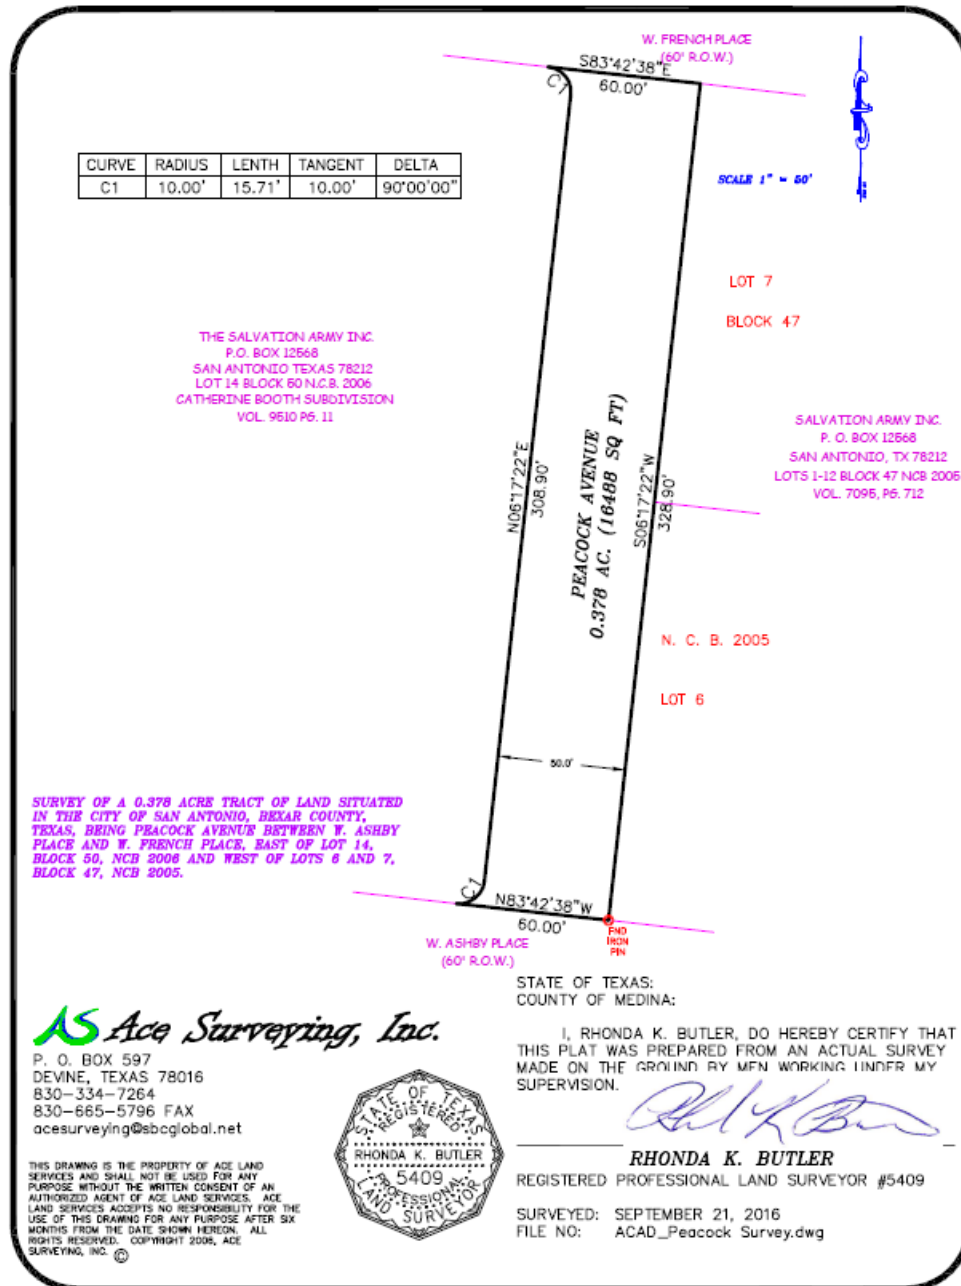 W. FRENCH PLACE
(60' R.O.W.)
S83°42'38"E
60.00'
C1
CURVE RADIUS LENTH TANGENT DELTA
C1 10.00' 15.71' 10.00' 90°00'00"
SCALE 1" = 50'
LOT 7
BLOCK 47
THE SALVATION ARMY INC.
P.O. BOX 12568
SAN ANTONIO TEXAS 78212
LOT 14 BLOCK 50 N.C.B. 2006
CATHERINE BOOTH SUBDIVISION
VOL. 9510 PG. 11
N06°17'22"E
308.90'
PEACOCK AVENUE
0.378 AC. (16488 SQ FT)
S06°17'22"W
328.90'
SALVATION ARMY INC.
P. O. BOX 12568
SAN ANTONIO, TX 78212
LOTS 1-12 BLOCK 47 NCB 2005
VOL. 7095, PG. 712
N. C. B. 2005
LOT 6
50.0'
SURVEY OF A 0.378 ACRE TRACT OF LAND SITUATED
IN THE CITY OF SAN ANTONIO, BEXAR COUNTY,
TEXAS, BEING PEACOCK AVENUE BETWEEN W. ASHBY
PLACE AND W. FRENCH PLACE, EAST OF LOT 14,
BLOCK 50, NCB 2006 AND WEST OF LOTS 6 AND 7,
BLOCK 47, NCB 2005.
C1
N83°42'38"W
60.00'
FND
IRON
PIN
W. ASHBY PLACE
(60' R.O.W.)
STATE OF TEXAS:
COUNTY OF MEDINA:
I, RHONDA K. BUTLER, DO HEREBY CERTIFY THAT
THIS PLAT WAS PREPARED FROM AN ACTUAL SURVEY
MADE ON THE GROUND BY MEN WORKING UNDER MY
SUPERVISION.
RHONDA K. BUTLER
REGISTERED PROFESSIONAL LAND SURVEYOR #5409
SURVEYED: SEPTEMBER 21, 2016
FILE NO: ACAD_Peacock Survey.dwg
AS Ace Surveying, Inc.
P. O. BOX 597
DEVINE, TEXAS 78016
830-334-7264
830-665-5796 FAX
acesurveying@sbcglobal.net
THIS DRAWING IS THE PROPERTY OF ACE LAND
SERVICES AND SHALL NOT BE USED FOR ANY
PURPOSE WITHOUT THE WRITTEN CONSENT OF AN
AUTHORIZED AGENT OF ACE LAND SERVICES. ACE
LAND SERVICES ACCEPTS NO RESPONSIBILITY FOR THE
USE OF THIS DRAWING FOR ANY PURPOSE AFTER SIX
MONTHS FROM THE DATE SHOWN HEREON. ALL
RIGHTS RESERVED. COPYRIGHT 2006, ACE
SURVEYING, INC. ©
STATE OF TEXAS
REGISTERED
RHONDA K. BUTLER
5409
PROFESSIONAL
LAND SURVEYOR